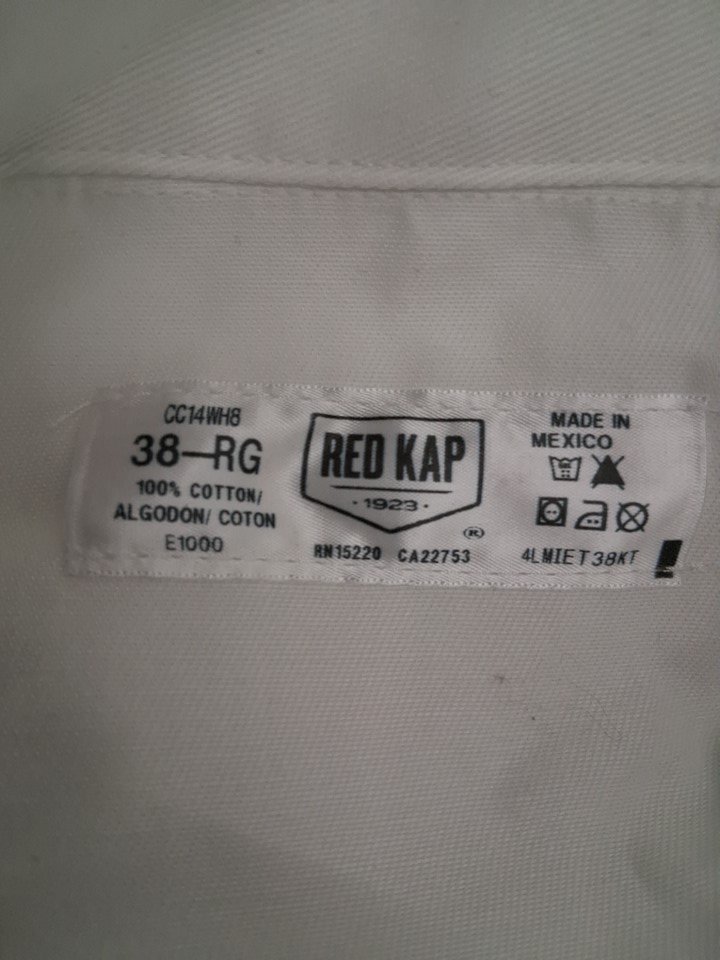 CC14WH8
38—RG
100% COTTON/
ALGODON/ COTON
E1000
RED KAP
· 1923 ·
®
RN15220 CA22753
MADE IN
MEXICO
4LMIET38KT